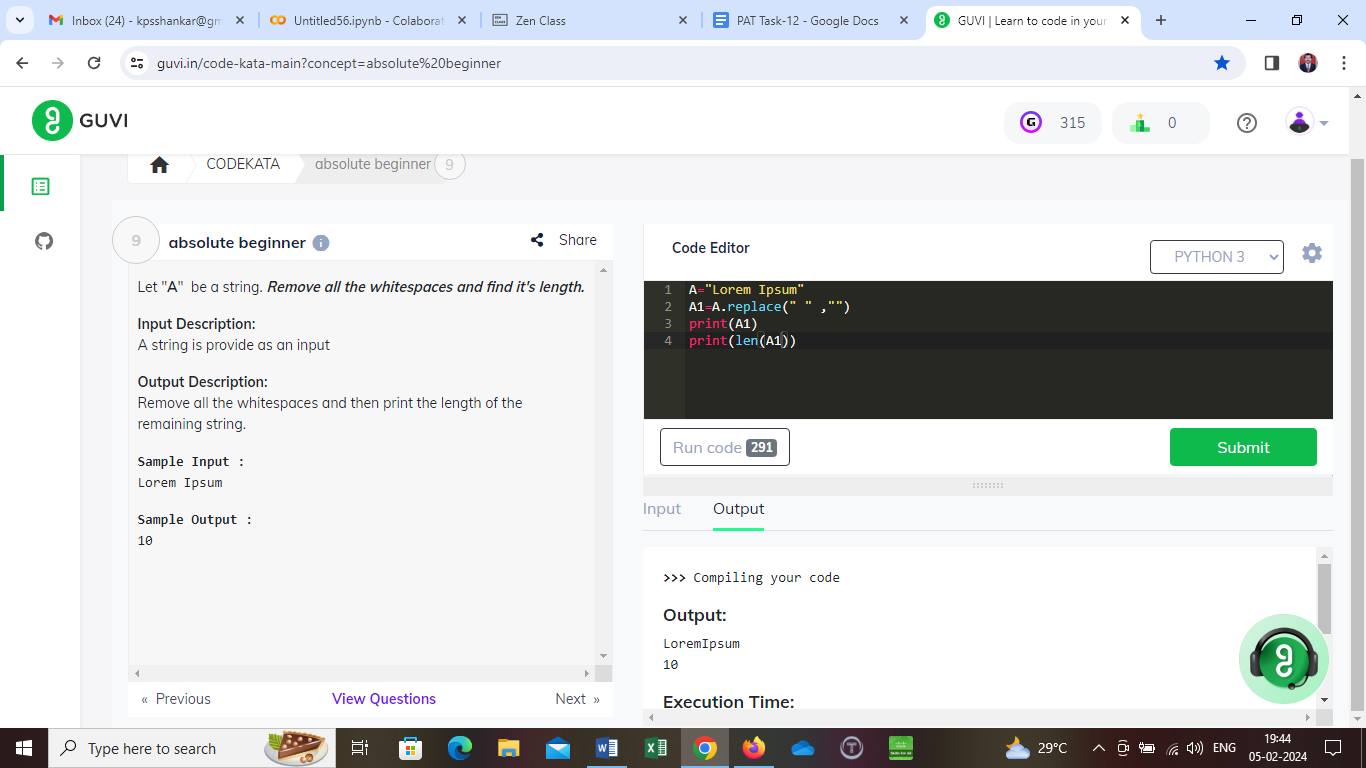 Inbox (24) - kpsshankar@gm
Untitled56.ipynb - Colaborat
Zen Class
PAT Task-12 - Google Docs
GUVI | Learn to code in your
guvi.in/code-kata-main?concept=absolute%20beginner
GUVI
315
0
CODEKATA
absolute beginner
9
9
absolute beginner
Share
Let "A" be a string. Remove all the whitespaces and find it's length.
Input Description:
A string is provide as an input
Output Description:
Remove all the whitespaces and then print the length of the
remaining string.
Sample Input :
Lorem Ipsum
Sample Output :
10
« Previous
View Questions
Next »
Code Editor
PYTHON 3
1 A="Lorem Ipsum"
2 A1=A.replace(" " ,"")
3 print(A1)
4 print(len(A1))
Run code 291
Submit
Input
Output
>>> Compiling your code
Output:
LoremIpsum
10
Execution Time:
Type here to search
29°C
ENG
19:44
05-02-2024